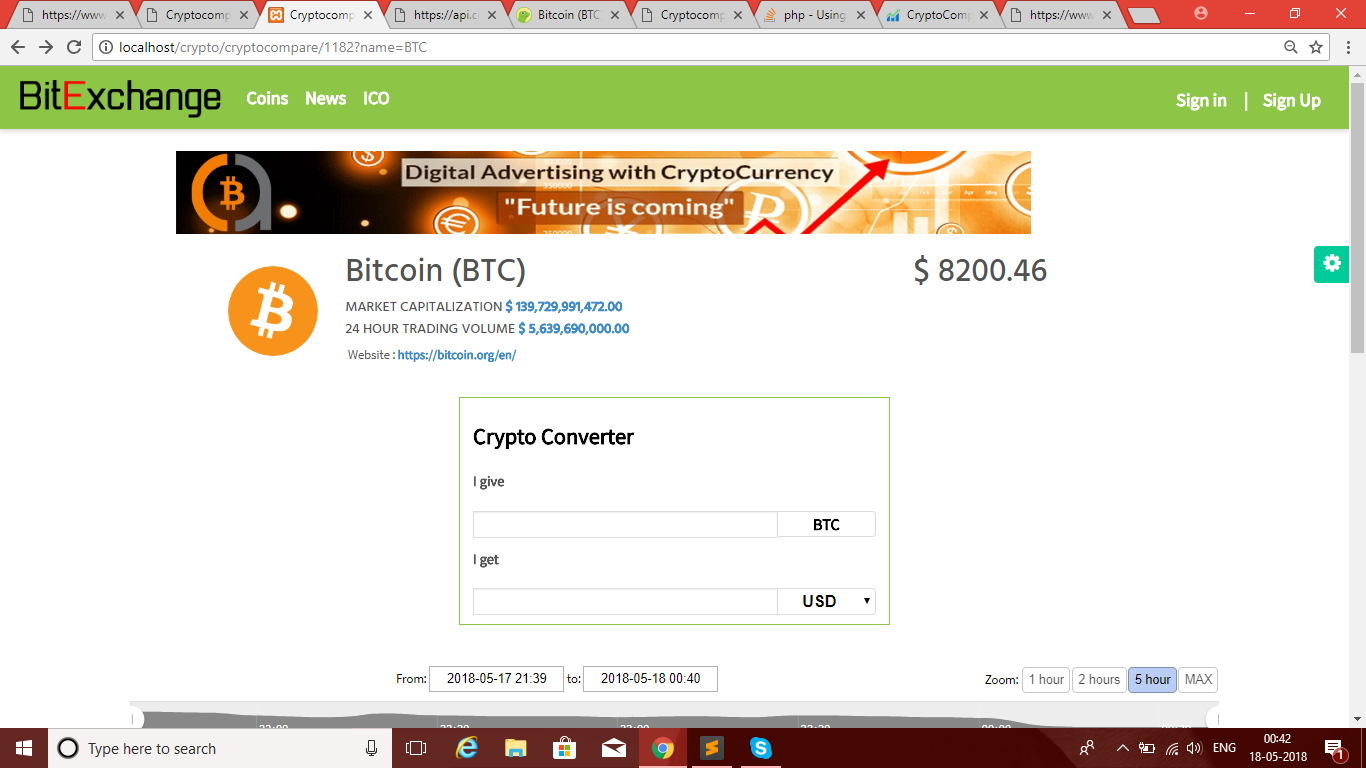 https://www
Cryptocomp
Cryptocomp
https://api.c
Bitcoin (BTC
Cryptocomp
php - Using
CryptoComp
https://www
localhost/crypto/cryptocompare/1182?name=BTC
BitExchange
Coins
News
ICO
Sign in
|
Sign Up
Digital Advertising with CryptoCurrency
"Future is coming"
Bitcoin (BTC)
$ 8200.46
MARKET CAPITALIZATION $ 139,729,991,472.00
24 HOUR TRADING VOLUME $ 5,639,690,000.00
Website : https://bitcoin.org/en/
Crypto Converter
I give
BTC
I get
USD
From: 2018-05-17 21:39 to: 2018-05-18 00:40
Zoom: 1 hour 2 hours 5 hour MAX
Type here to search
ENG
00:42
18-05-2018
1